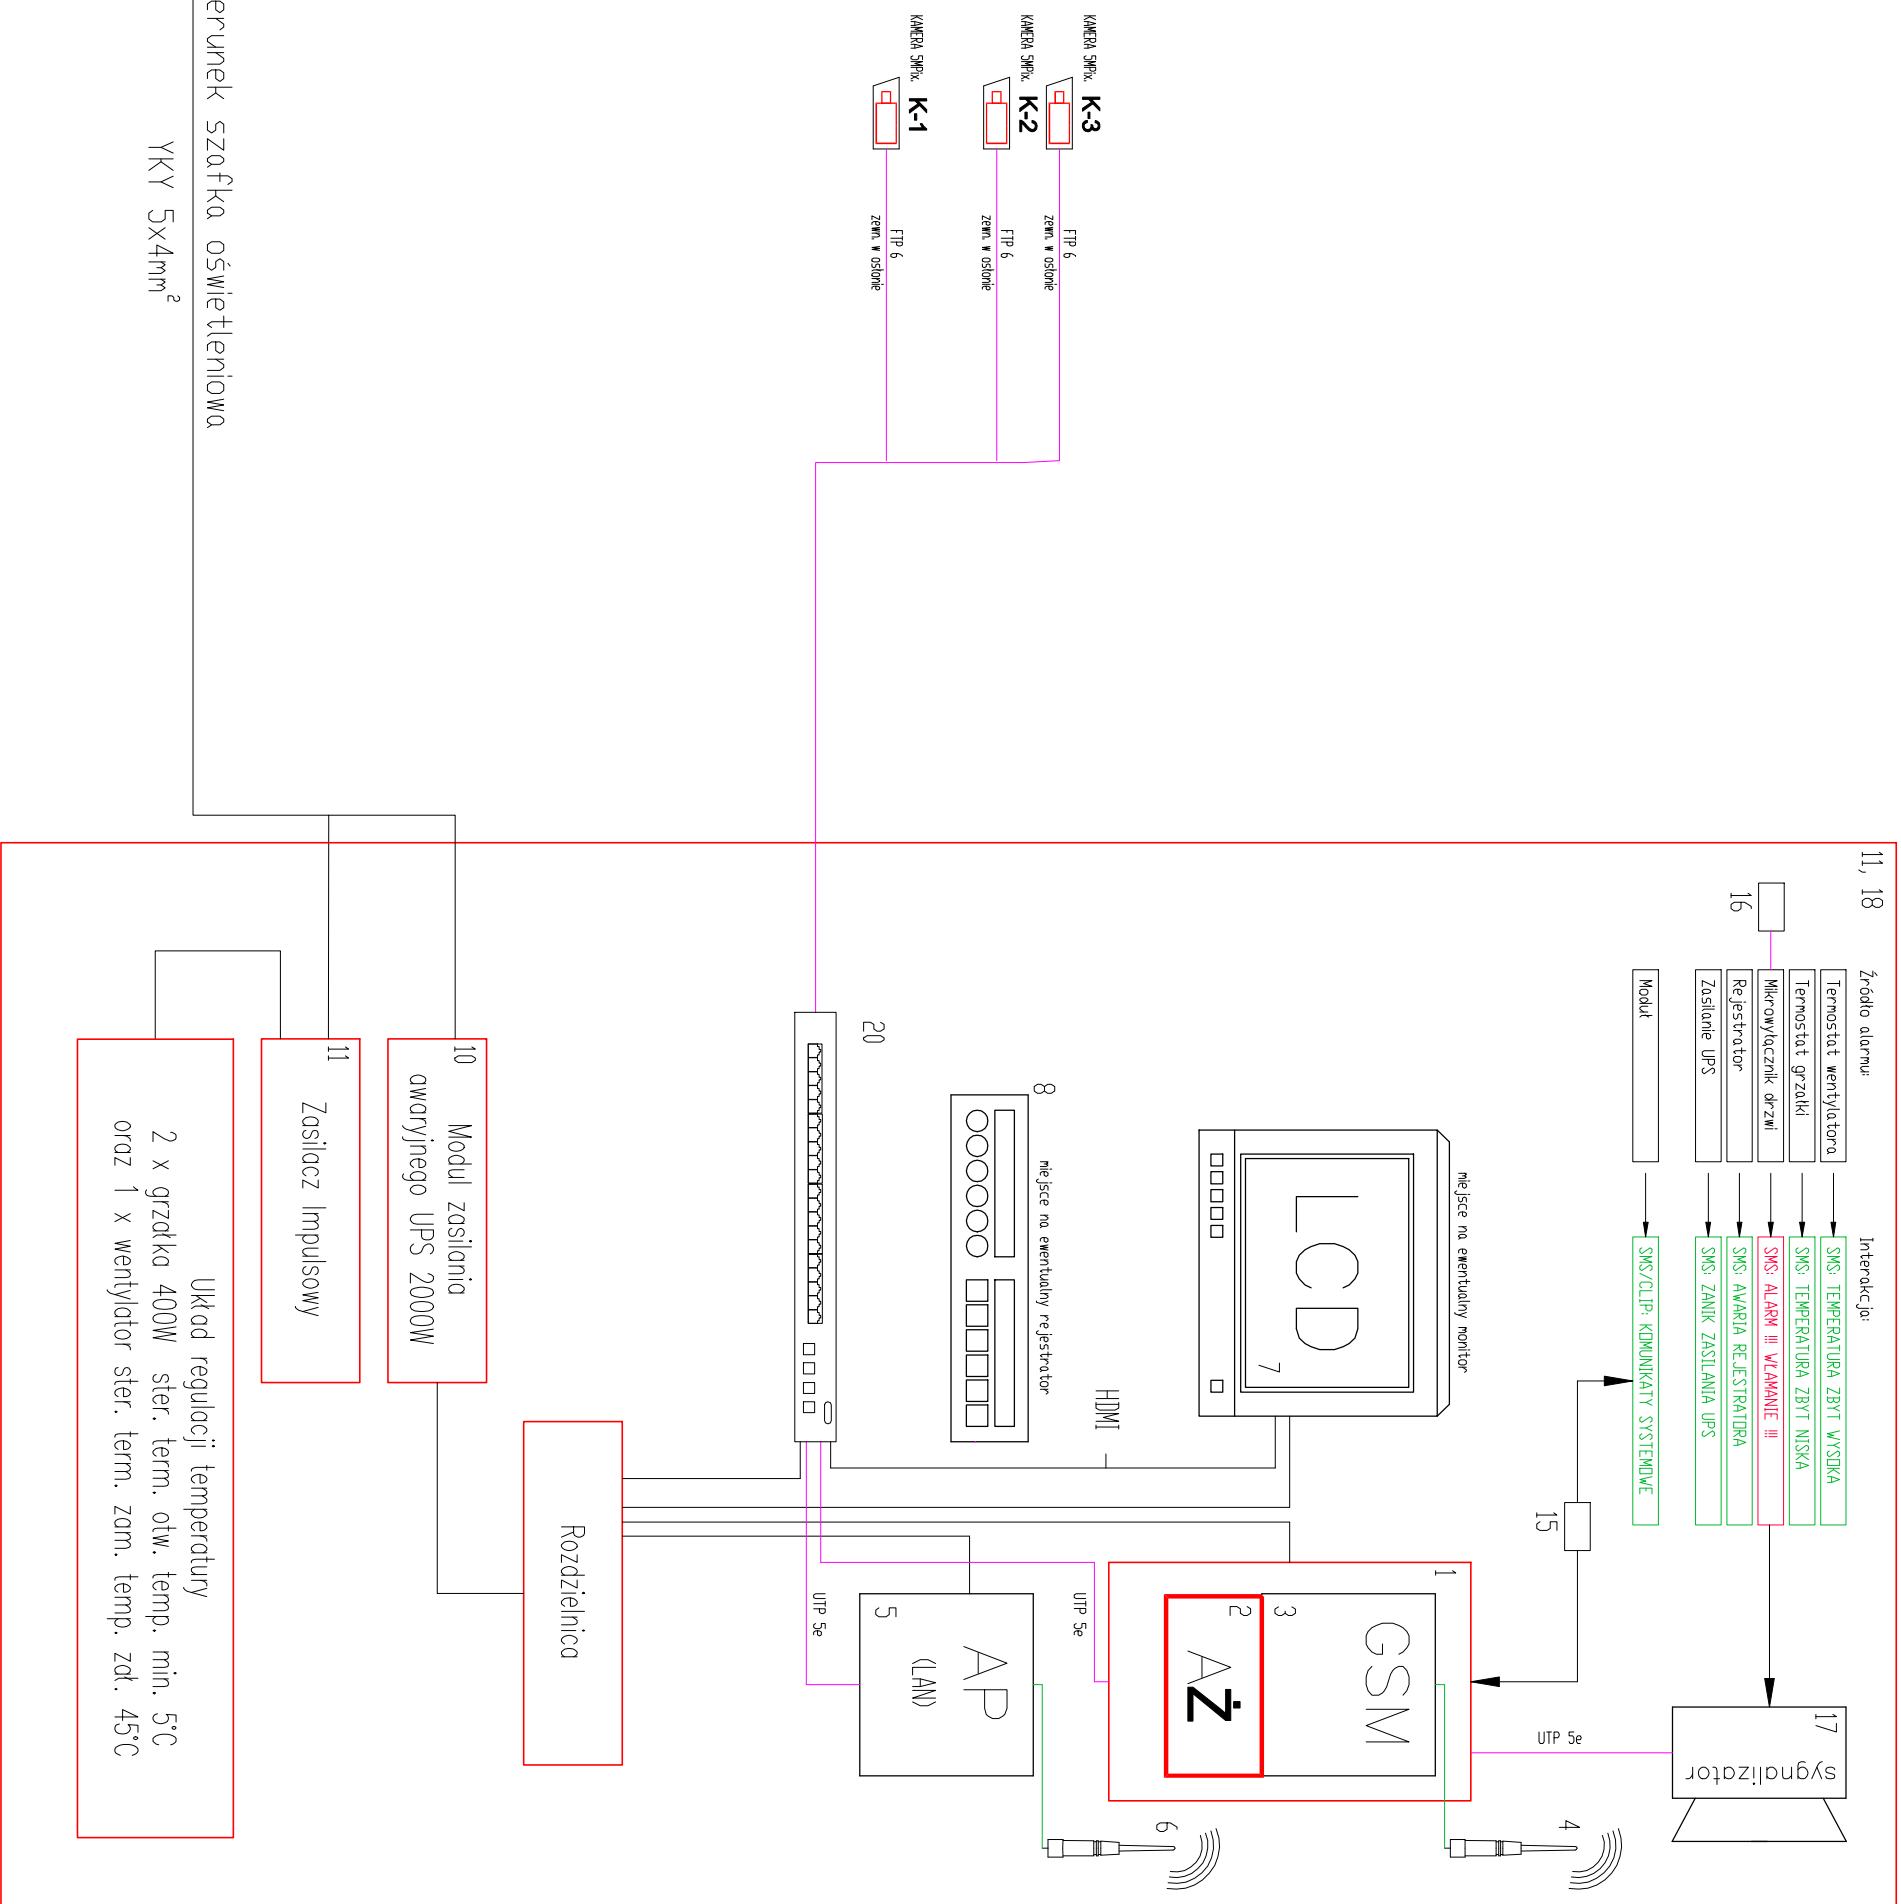 11, 18
Źródło alarmu:
Interakcja:
Termostat wentylatora
SMS: TEMPERATURA ZBYT WYSOKA
Termostat grzałki
SMS: TEMPERATURA ZBYT NISKA
16
Mikrowyłącznik drzwi
SMS: ALARM !!! WŁAMANIE !!!
Rejestrator
SMS: AWARIA REJESTRATORA
Zasilanie UPS
SMS: ZANIK ZASILANIA UPS
Moduł
SMS/CLIP: KOMUNIKATY SYSTEMOWE
17
sygnalizator
15
UTP 5e
4
miejsce na ewentualny monitor
LCD
7
1
GSM
3
2
AŻ
HDMI
UTP 5e
6
KAMERA 5MPix.
K-3
FTP 6
zewn. w osłonie
KAMERA 5MPix.
K-2
FTP 6
zewn. w osłonie
KAMERA 5MPix.
K-1
FTP 6
zewn. w osłonie
8
miejsce na ewentualny rejestrator
5
AP
(LAN)
UTP 5e
20
Rozdzielnica
10
Moduł zasilania
awaryjnego UPS 2000W
11
Zasilacz Impulsowy
erunek szafka oświetleniowa
YKY 5x4mm²
Układ regulacji temperatury
2 x grzałka 400W ster. term. otw. temp. min. 5°C
oraz 1 x wentylator ster. term. zam. temp. zał. 45°C